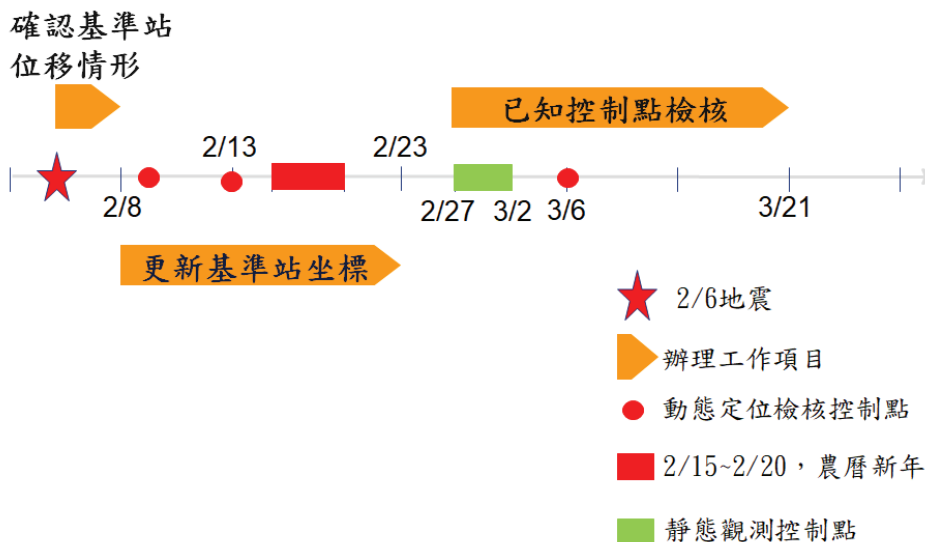 確認基準站
位移情形
已知控制點檢核
2/13
2/23
2/8
2/27
3/2
3/6
3/21
更新基準站坐標
2/6地震
辦理工作項目
動態定位檢核控制點
2/15~2/20，農曆新年
靜態觀測控制點